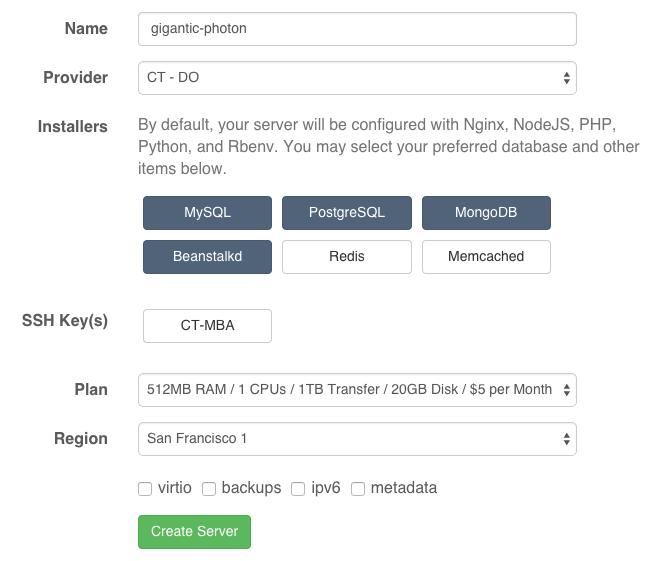 Name gigantic-photon
Provider CT - DO
Installers By default, your server will be configured with Nginx, NodeJS, PHP,
Python, and Rbenv. You may select your preferred database and other
items below.
MySQL PostgreSQL MongoDB
Beanstalkd Redis Memcached
SSH Key(s) CT-MBA
Plan 512MB RAM / 1 CPUs / 1TB Transfer / 20GB Disk / $5 per Month
Region San Francisco 1
virtio backups ipv6 metadata
Create Server